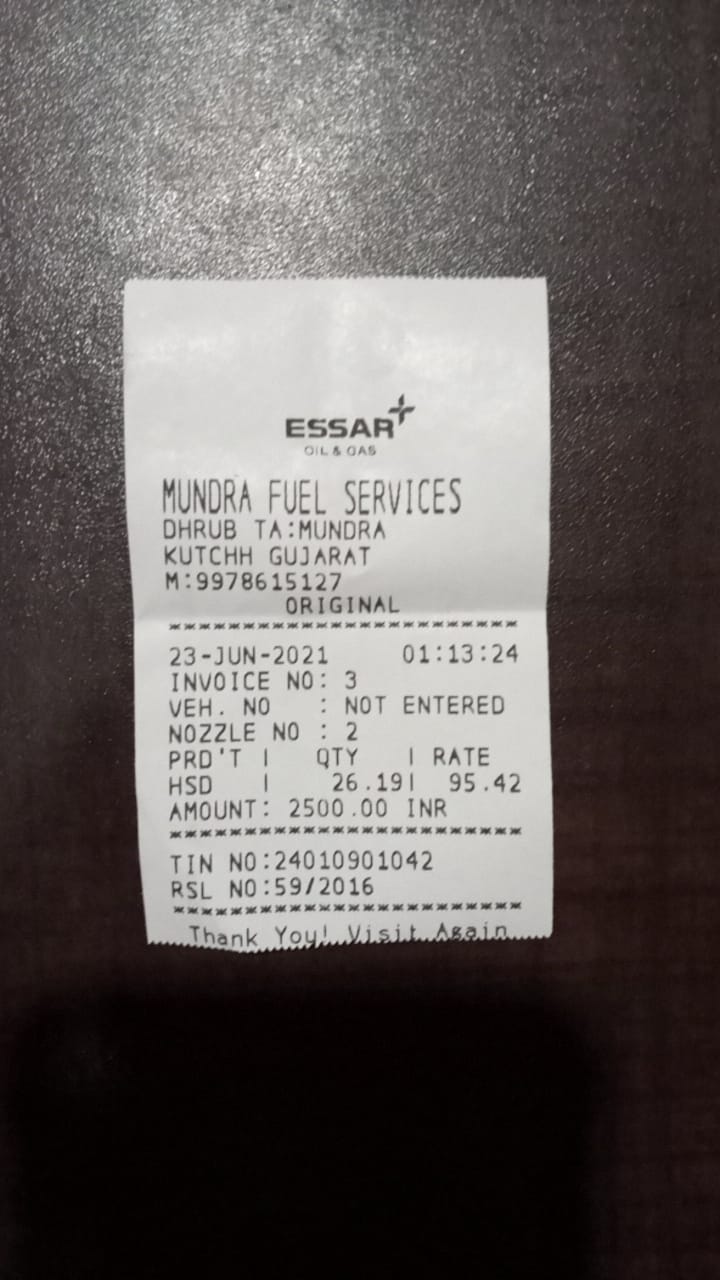 ESSAR
OIL & GAS
MUNDRA FUEL SERVICES
DHRUB TA:MUNDRA
KUTCHH GUJARAT
M:9978615127
ORIGINAL
************************
23-JUN-2021 01:13:24
INVOICE NO: 3
VEH. NO : NOT ENTERED
NOZZLE NO : 2
PRD'T | QTY | RATE
HSD | 26.19| 95.42
AMOUNT: 2500.00 INR
************************
TIN NO:24010901042
RSL NO:59/2016
************************
Thank You! Visit Again